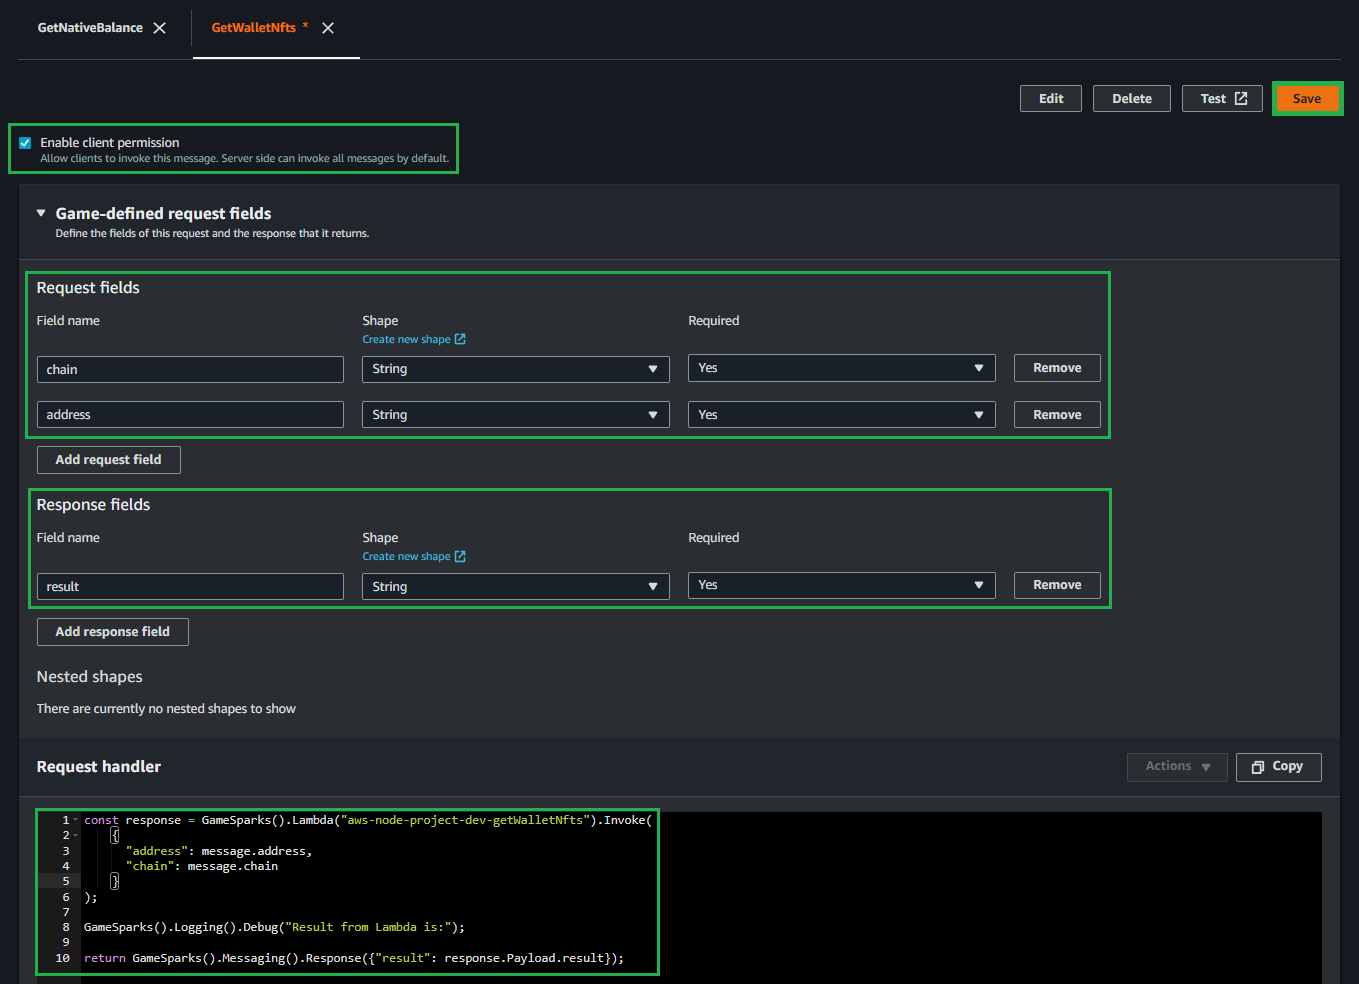 GetNativeBalance
GetWalletNfts *
Edit
Delete
Test
Save
Enable client permission
Allow clients to invoke this message. Server side can invoke all messages by default.
Game-defined request fields
Define the fields of this request and the response that it returns.
Request fields
Field name Shape Required
Create new shape
chain String Yes Remove
address String Yes Remove
Add request field
Response fields
Field name Shape Required
Create new shape
result String Yes Remove
Add response field
Nested shapes
There are currently no nested shapes to show
Request handler
Actions
Copy
1 const response = GameSparks().Lambda("aws-node-project-dev-getWalletNfts").Invoke(
2 {
3 "address": message.address,
4 "chain": message.chain
5 }
6 );
7
8 GameSparks().Logging().Debug("Result from Lambda is:");
9
10 return GameSparks().Messaging().Response({"result": response.Payload.result});